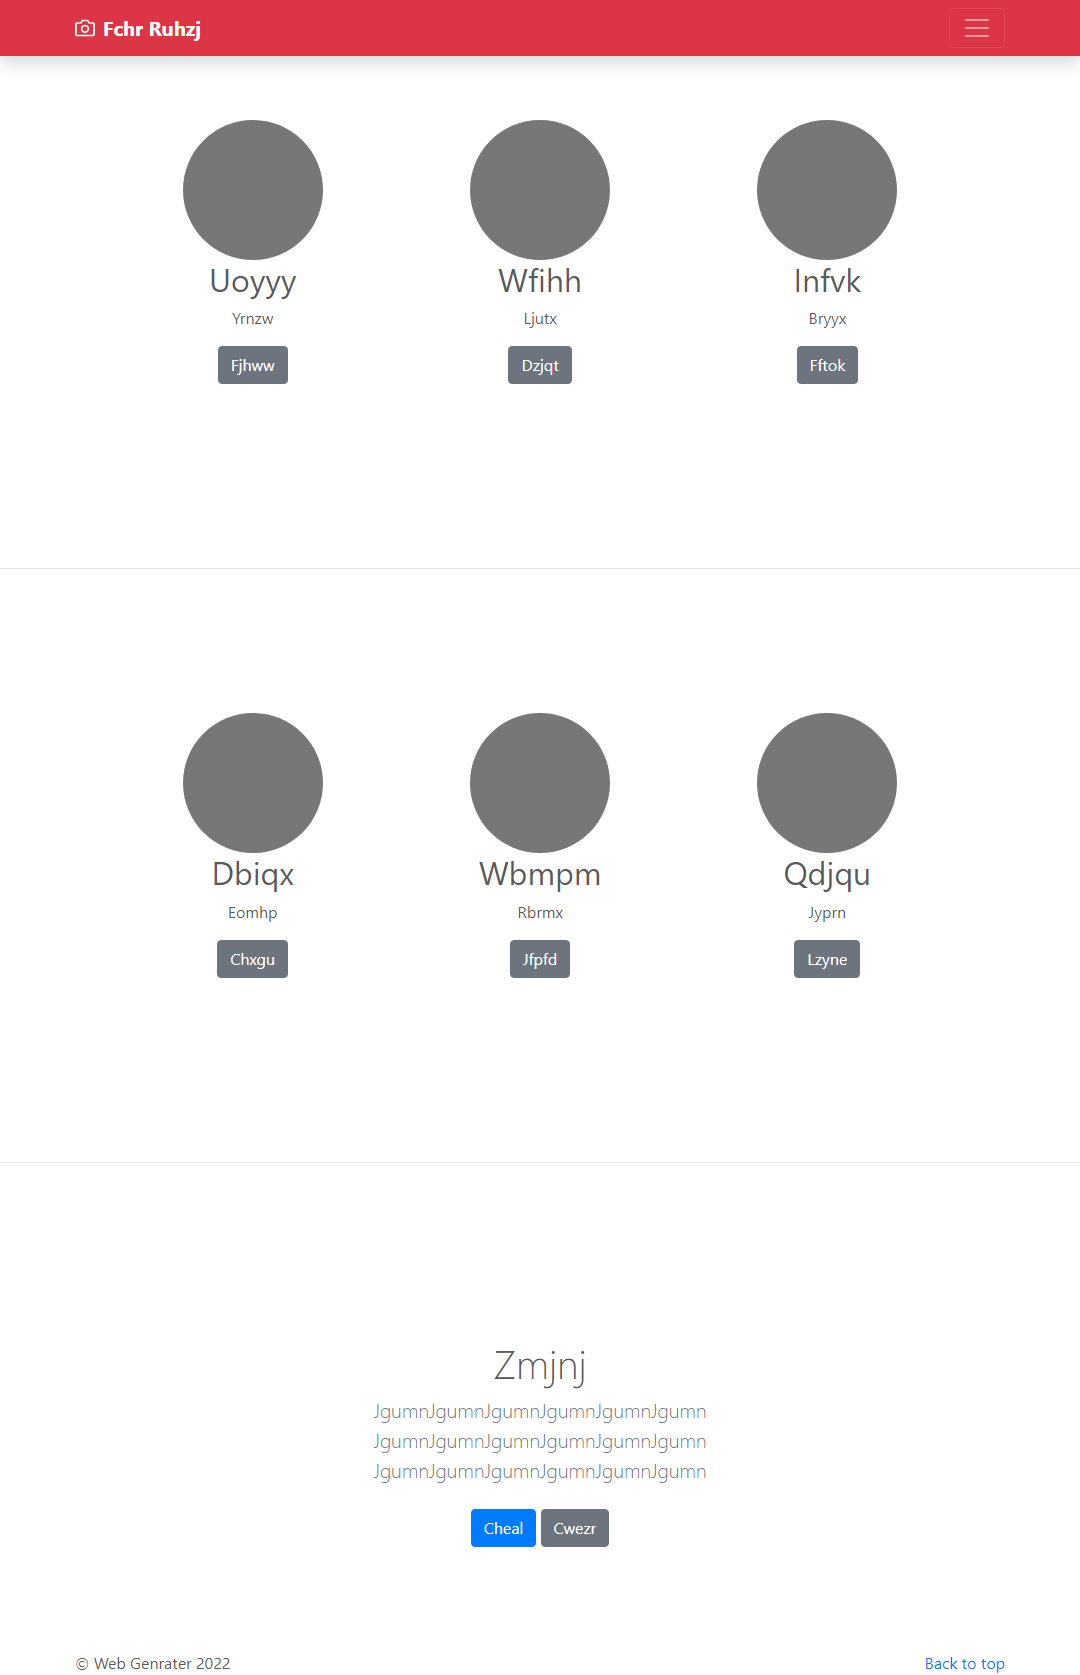 Fchr Ruhzj
Uoyyy
Wfihh
Infvk
Yrnzw
Ljutx
Bryyx
Fjhww
Dzjqt
Fftok
Dbiqx
Wbmpm
Qdjqu
Eomhp
Rbrmx
Jyprn
Chxgu
Jfpfd
Lzyne
Zmjnj
JgumnJgumnJgumnJgumnJgumnJgumn
JgumnJgumnJgumnJgumnJgumnJgumn
JgumnJgumnJgumnJgumnJgumnJgumn
Cheal Cwezr
© Web Genrater 2022
Back to top